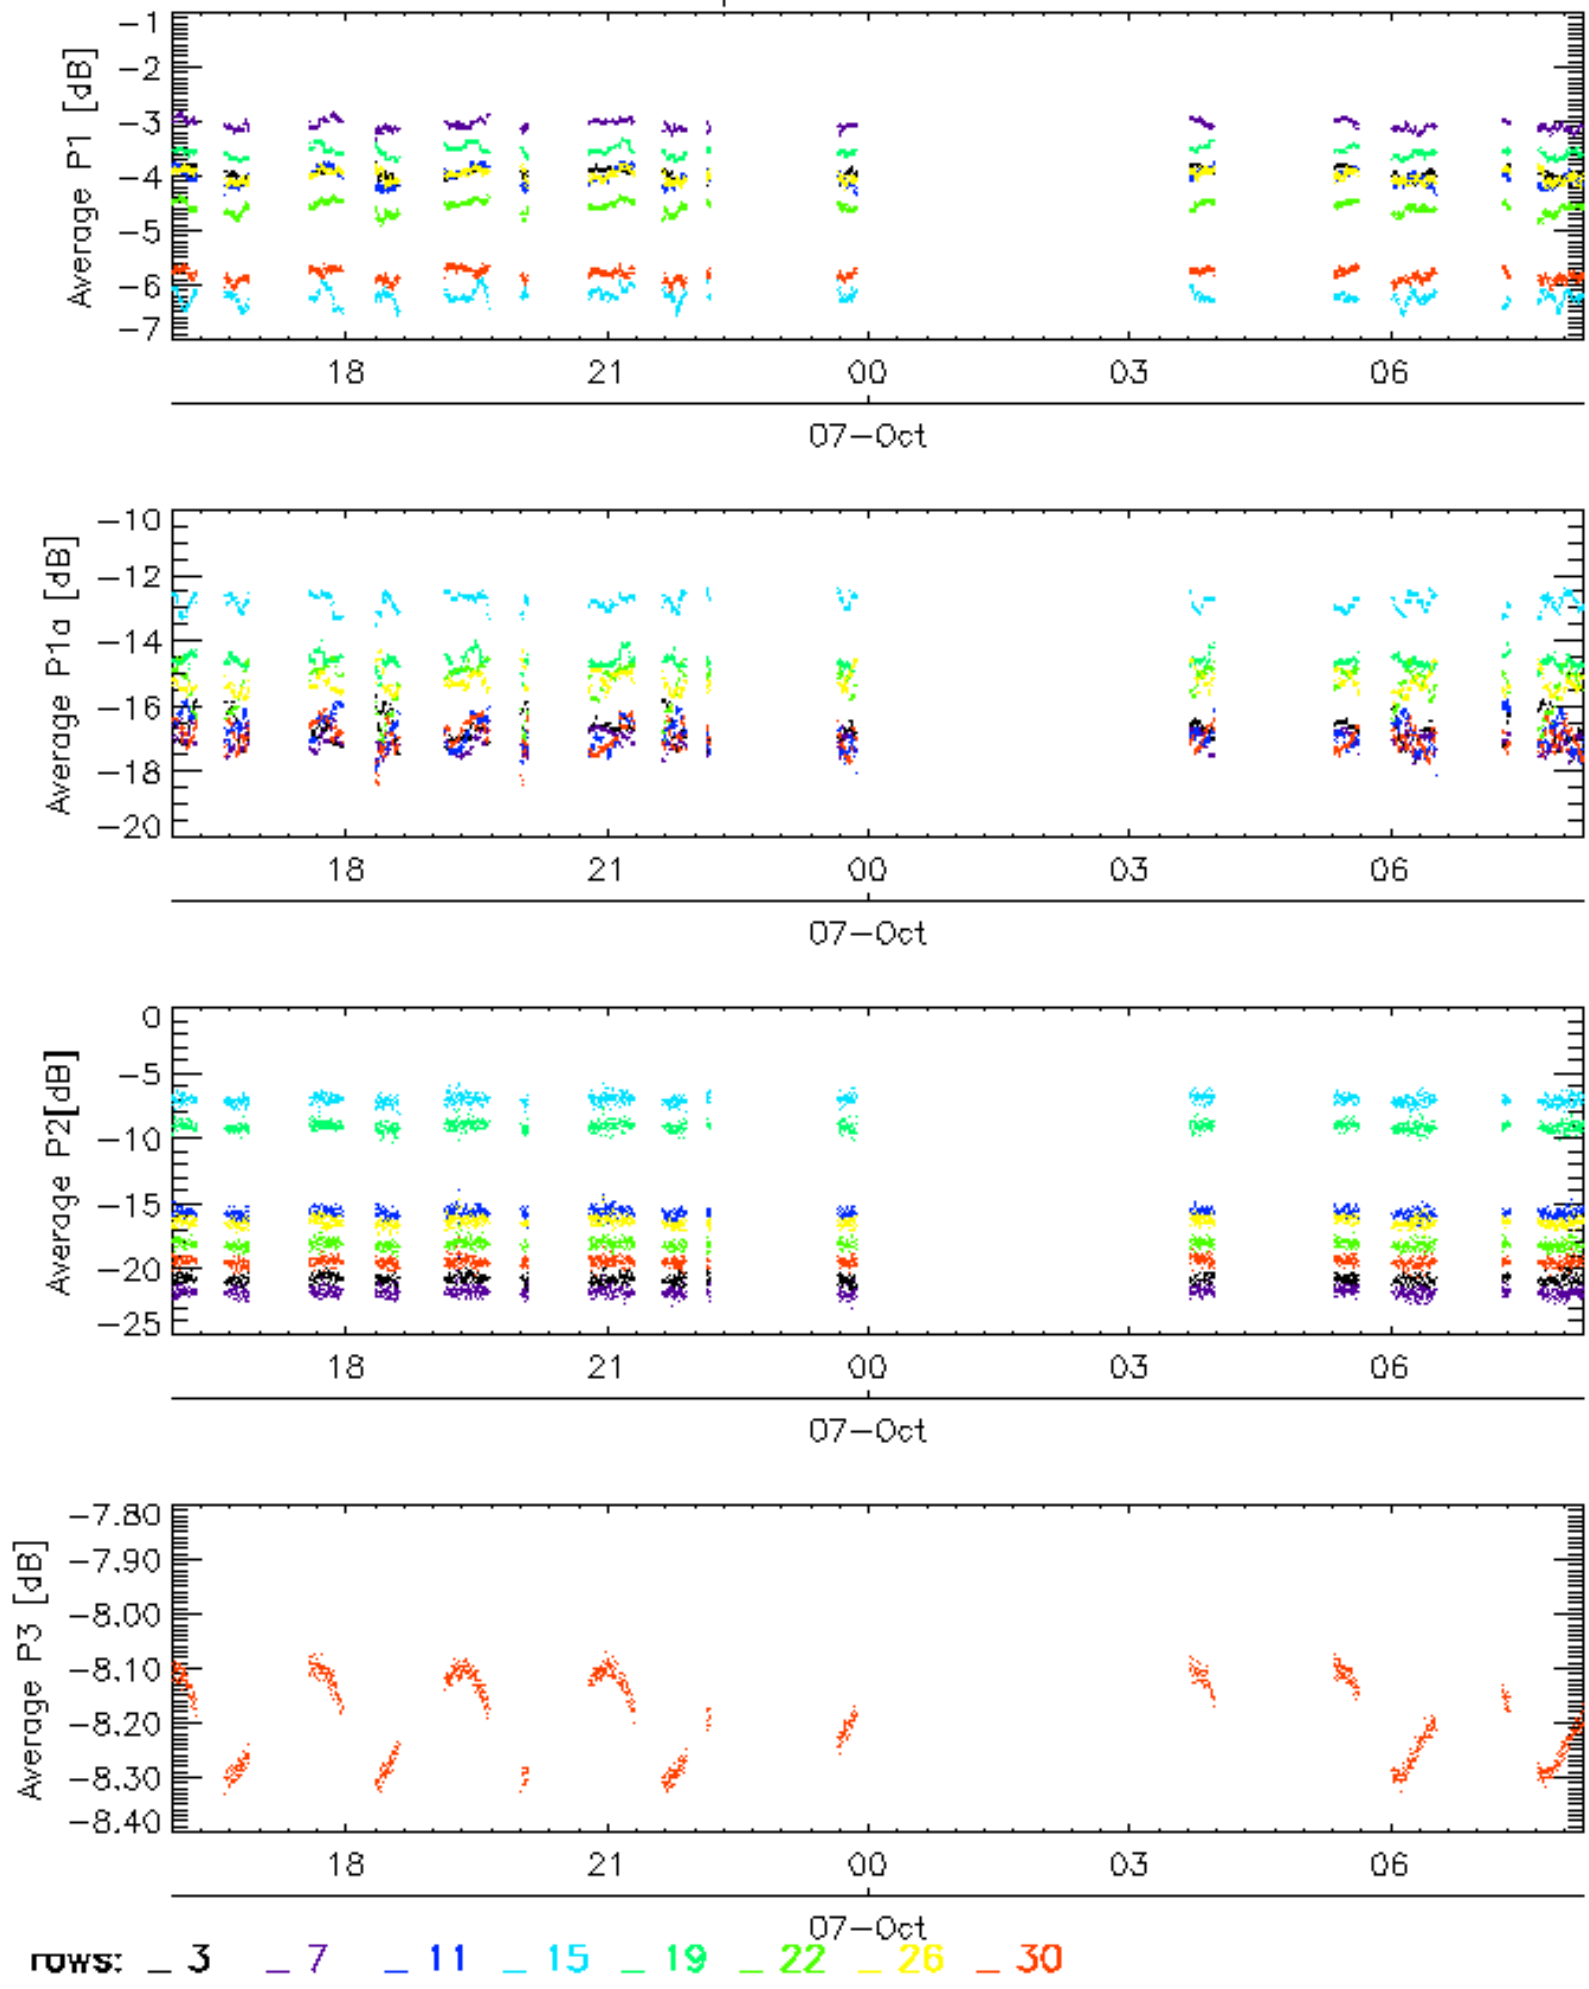 -1
-2
-3
-4
-5
-6
-7
Average P1 [dB]
18 21 00 03 06
07-Oct
-10
-12
-14
-16
-18
-20
Average P1a [dB]
18 21 00 03 06
07-Oct
0
-5
-10
-15
-20
-25
Average P2[dB]
18 21 00 03 06
07-Oct
-7.80
-7.90
-8.00
-8.10
-8.20
-8.30
-8.40
Average P3 [dB]
18 21 00 03 06
07-Oct
rows: _ 3 _ 7 _ 11 _ 15 _ 19 _ 22 _ 26 _ 30